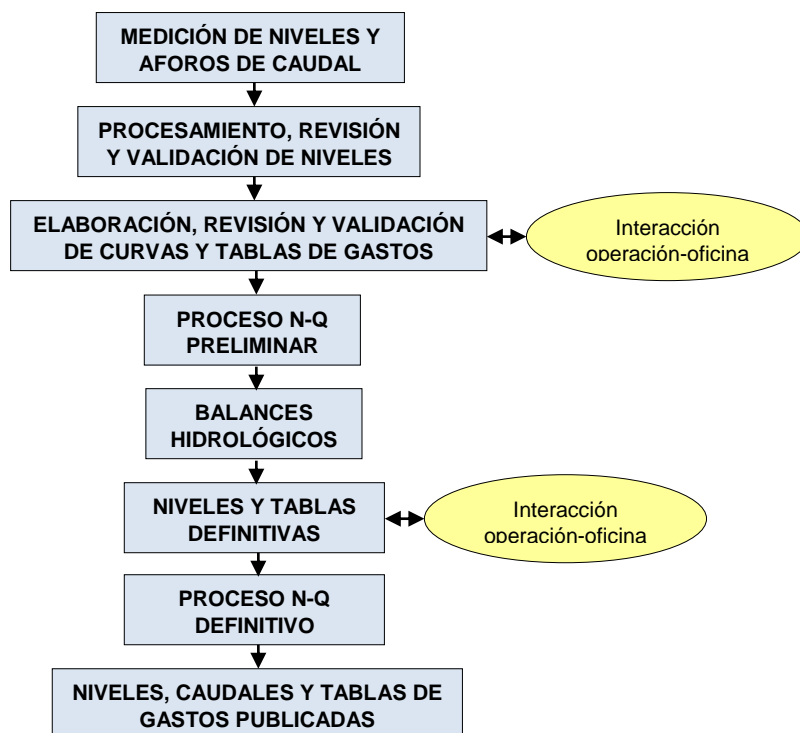 MEDICIÓN DE NIVELES Y
AFOROS DE CAUDAL
PROCESAMIENTO, REVISIÓN
Y VALIDACIÓN DE NIVELES
ELABORACIÓN, REVISIÓN Y VALIDACIÓN
DE CURVAS Y TABLAS DE GASTOS
Interacción
operación-oficina
PROCESO N-Q
PRELIMINAR
BALANCES
HIDROLÓGICOS
NIVELES Y TABLAS
DEFINITIVAS
Interacción
operación-oficina
PROCESO N-Q
DEFINITIVO
NIVELES, CAUDALES Y TABLAS DE
GASTOS PUBLICADAS